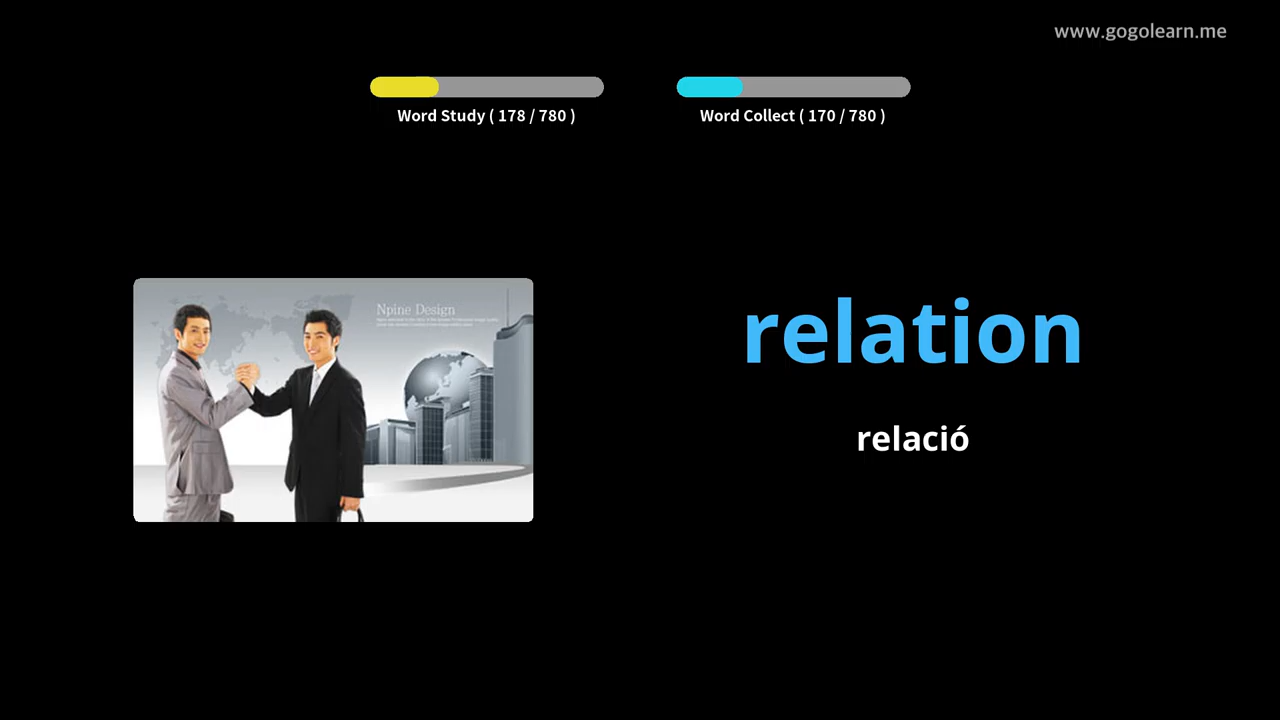 www.gogolearn.me
Word Study ( 178 / 780 )
Word Collect ( 170 / 780 )
Npine Design
relation
relació